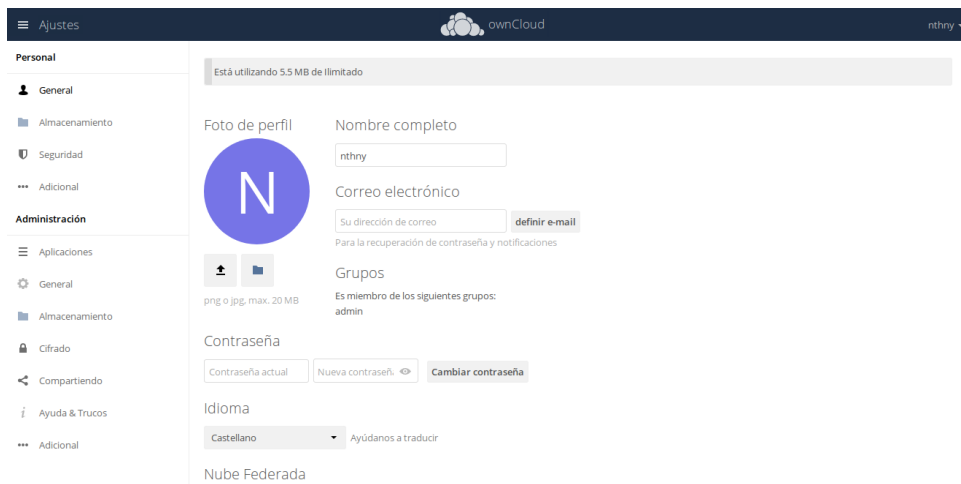 Ajustes
ownCloud
nthny
Personal
General
Almacenamiento
Seguridad
Adicional
Administración
Aplicaciones
General
Almacenamiento
Cifrado
Compartiendo
Ayuda & Trucos
Adicional
Está utilizando 5.5 MB de Ilimitado
Foto de perfil
N
png o jpg, max. 20 MB
Nombre completo
nthny
Correo electrónico
Su dirección de correo
definir e-mail
Para la recuperación de contraseña y notificaciones
Grupos
Es miembro de los siguientes grupos:
admin
Contraseña
Contraseña actual
Nueva contraseñ
Cambiar contraseña
Idioma
Castellano
Ayúdanos a traducir
Nube Federada